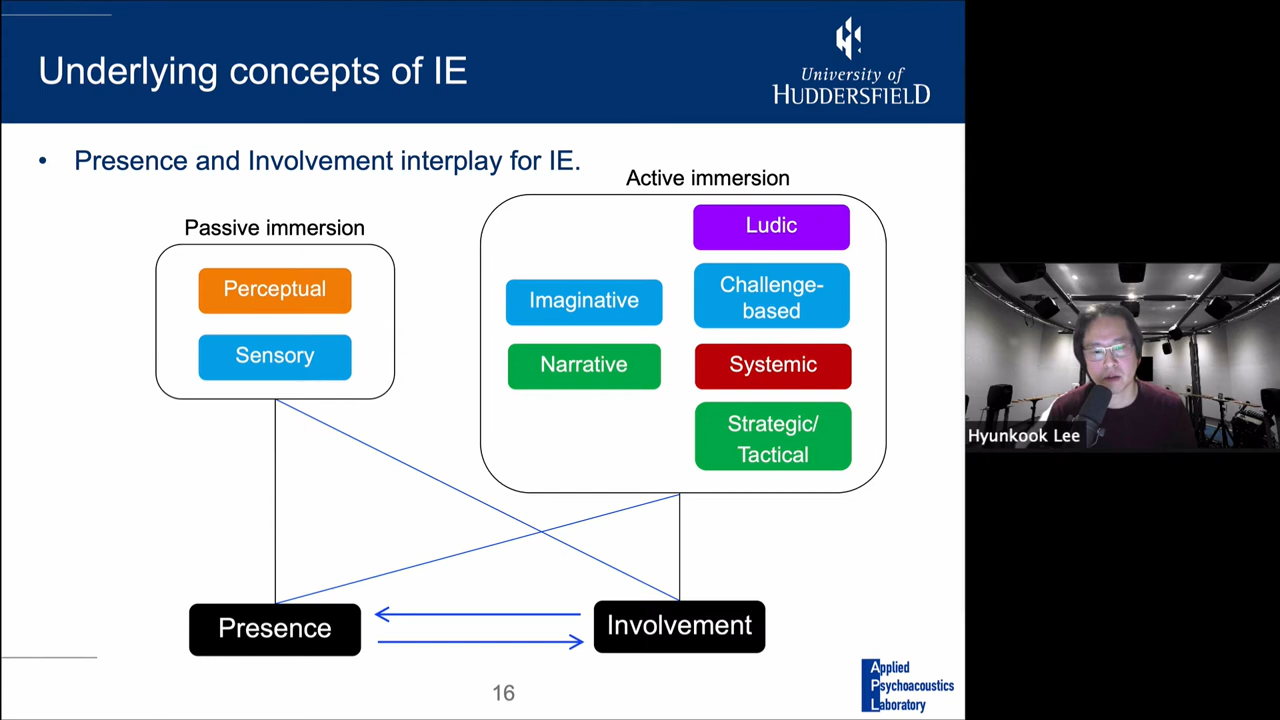 Underlying concepts of IE
University of
HUDDERSFIELD
• Presence and Involvement interplay for IE.
Passive immersion
Perceptual
Sensory
Active immersion
Ludic
Imaginative
Challenge-
based
Narrative
Systemic
Strategic/
Tactical
Presence
Involvement
16
Applied
Psychoacoustics
Laboratory
Hyunkook Lee